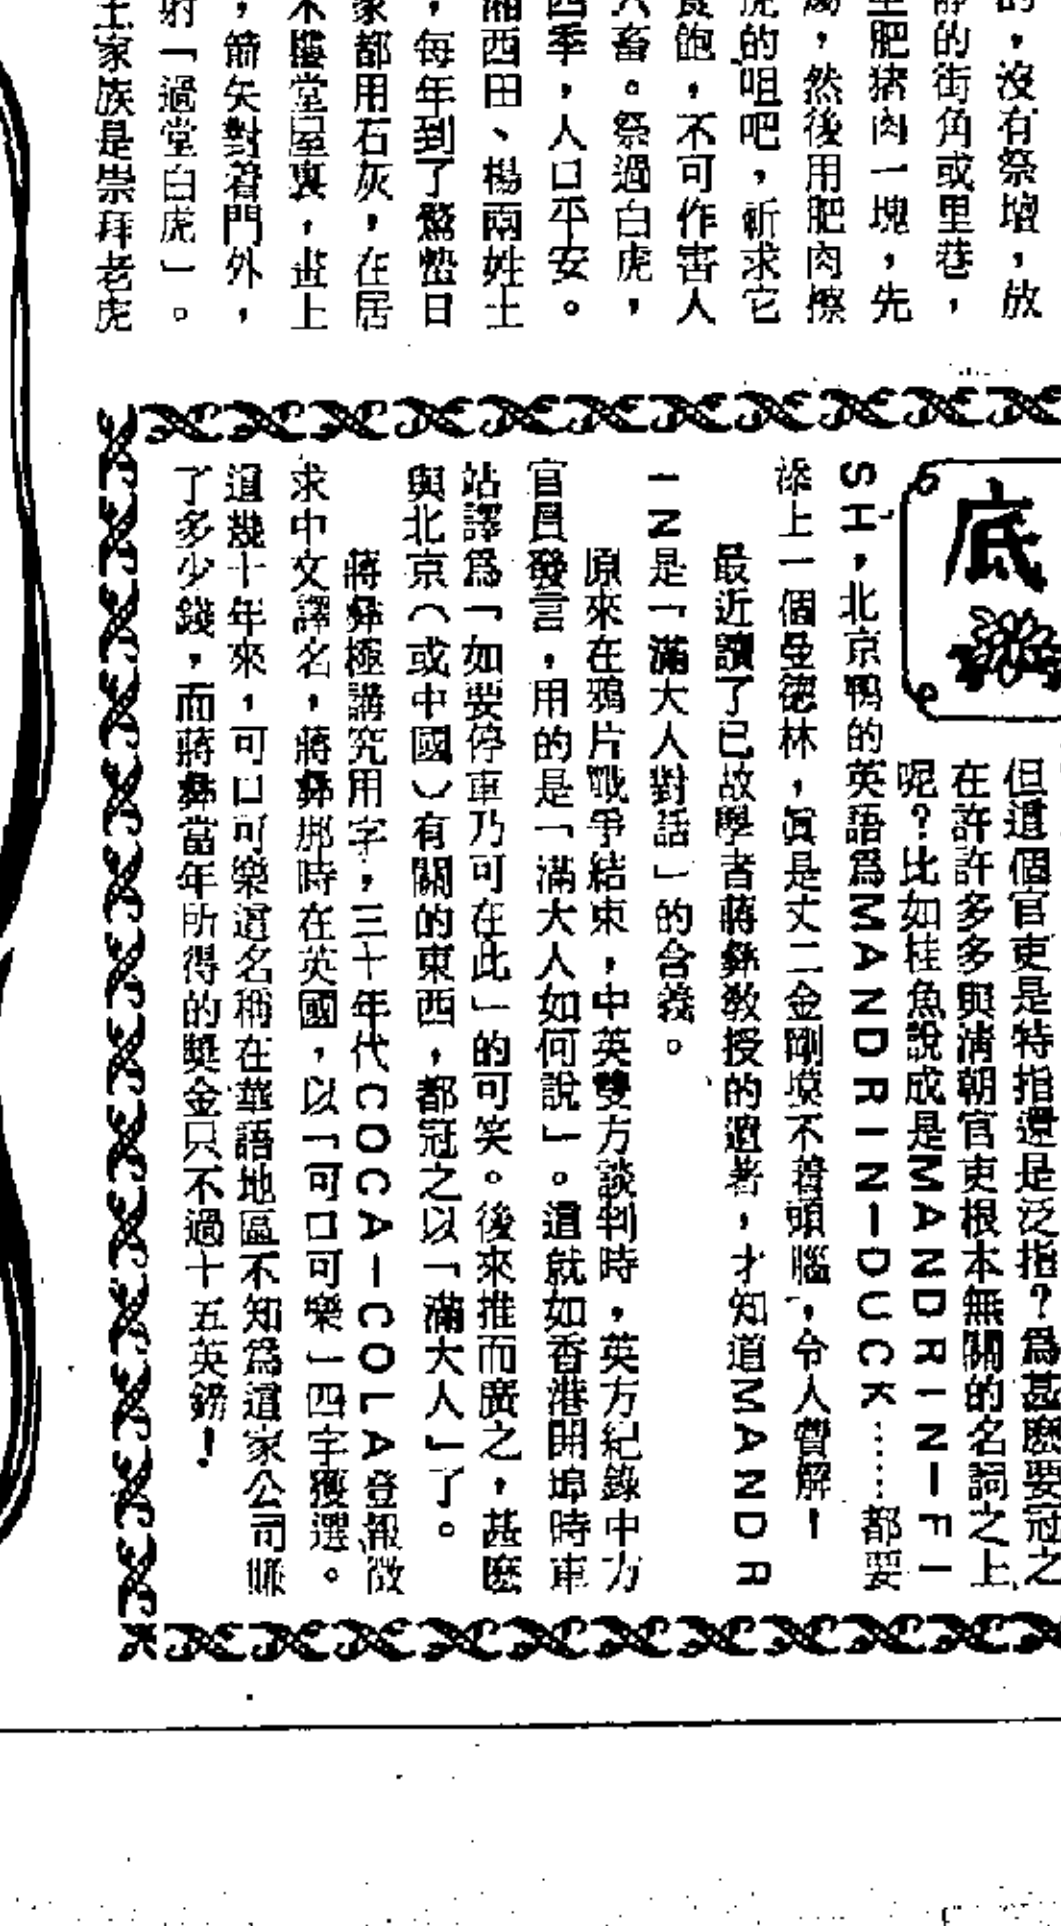 的，沒有祭壇，放
靜的街角或里巷，
肥猪肉一塊，先
，然後用肥肉擦
虎的咀吧，祈求它
食飽，不可作害人
六畜。祭過白虎，
四季，人口平安。
湘西田、楊兩姓土
，每年到了驚蟄日
家都用石灰，在居
木樓堂屋裏，畫上
，箭矢對着門外，
射「過堂白虎」。
土家族是崇拜老虎
底
但這個官吏是特指還是泛指？爲甚麽要冠之
在許許多多與淸朝官吏根本無關的名詞之上
呢？比如桂魚說成是MANDRIN—FI
SH，北京鴨的英語爲MANDRIN—DUCK……都要
添上一個曼德林，眞是丈二金剛摸不着頭腦，令人費解！
最近讀了已故學者蔣彝敎授的遺著，才知道MANDR
IN是「滿大人對話」的含義。
原來在鴉片戰爭結束，中英雙方談判時，英方紀錄中方
官員發言，用的是「滿大人如何說」。這就如香港開埠時車
站譯爲「如要停車乃可在此」的可笑。後來推而廣之，甚麽
與北京（或中國）有關的東西，都冠之以「滿大人」了。
蔣彝極講究用字，三十年代COCA—COLA登報徵
求中文譯名，蔣彝那時在英國，以「可口可樂」四字獲選。
這幾十年來，可口可樂這名稱在華語地區不知爲這家公司賺
了多少錢，而蔣彝當年所得的奬金只不過十五英鎊！